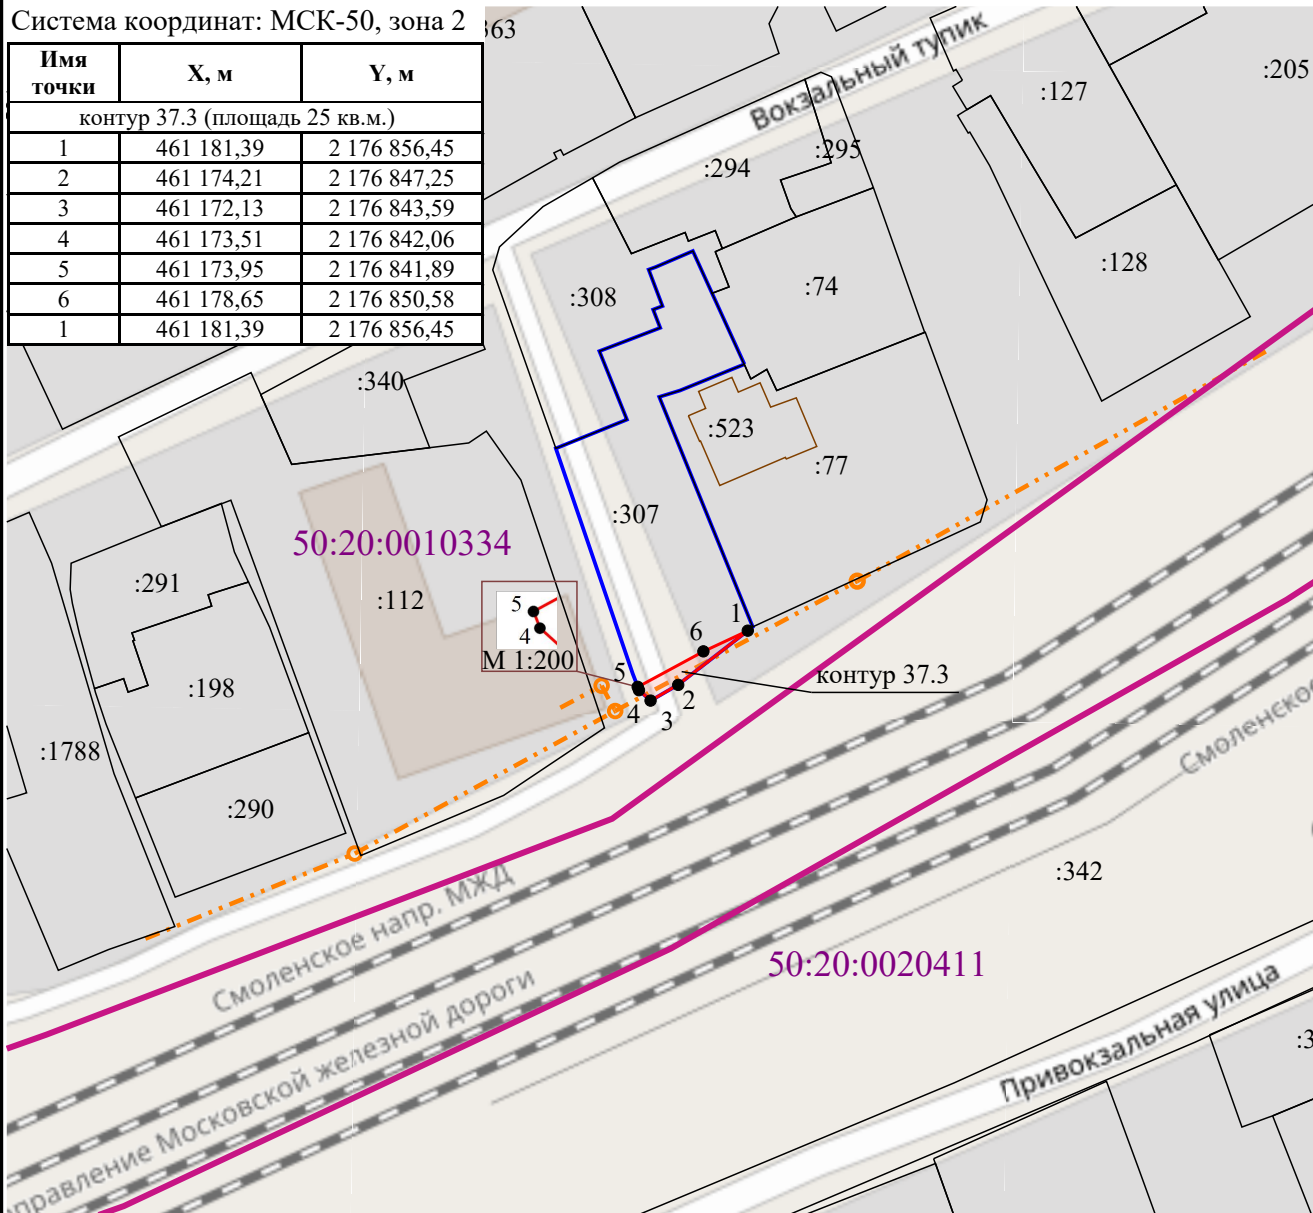 Система координат: МСК-50, зона 2
Имя точки X, м Y, м
контур 37.3 (площадь 25 кв.м.)
1 461 181,39 2 176 856,45
2 461 174,21 2 176 847,25
3 461 172,13 2 176 843,59
4 461 173,51 2 176 842,06
5 461 173,95 2 176 841,89
6 461 178,65 2 176 850,58
1 461 181,39 2 176 856,45
Вокзальный тупик
:205
:127
:295
:294
:128
:74
:308
:340
:523
:77
:307
50:20:0010334
:291
:112
5
4
М 1:200
1
6
5
4
3
2
контур 37.3
:198
:1788
:290
Смоленское
:342
Смоленское напр. МЖД
50:20:0020411
правление Московской железной дороги
Привокзальная улица